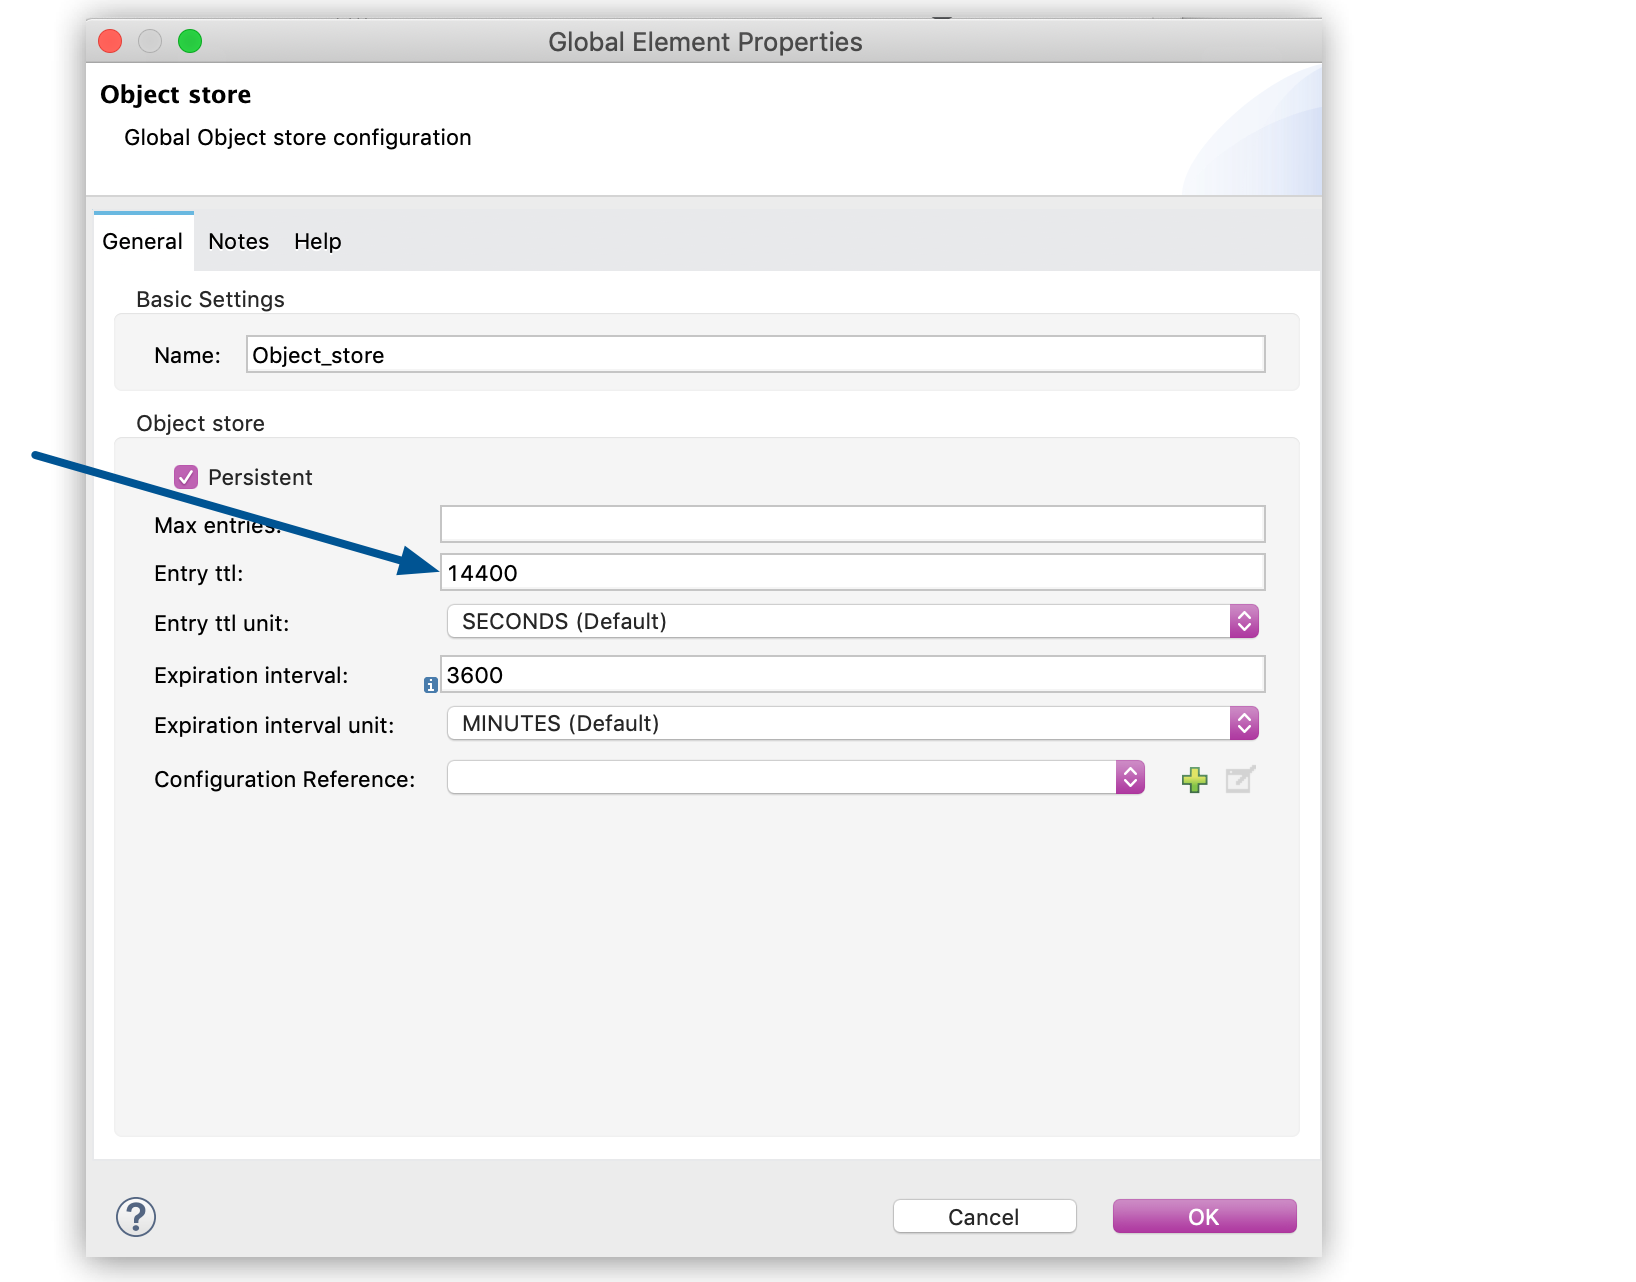 Global Element Properties
Object store
Global Object store configuration
General Notes Help
Basic Settings
Name: Object_store
Object store
Persistent
Max entries:
Entry ttl: 14400
Entry ttl unit: SECONDS (Default)
Expiration interval: 3600
Expiration interval unit: MINUTES (Default)
Configuration Reference:
? Cancel OK